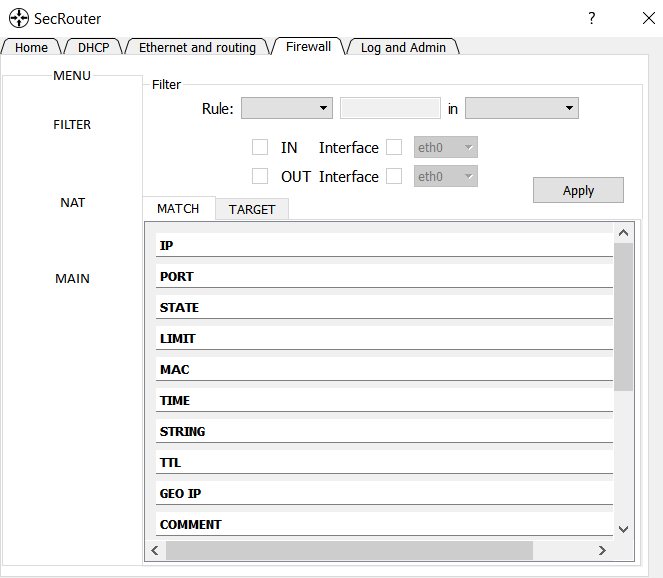 SecRouter ?
Home DHCP Ethernet and routing Firewall Log and Admin
MENU
FILTER
NAT
MAIN
Filter
Rule: in
IN Interface eth0
OUT Interface eth0
Apply
MATCH TARGET
IP
PORT
STATE
LIMIT
MAC
TIME
STRING
TTL
GEO IP
COMMENT